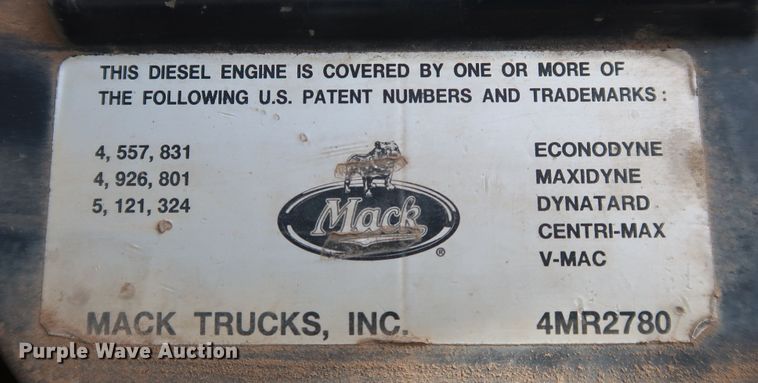 THIS DIESEL ENGINE IS COVERED BY ONE OR MORE OF
THE FOLLOWING U.S. PATENT NUMBERS AND TRADEMARKS :
4, 557, 831
4, 926, 801
5, 121, 324
Mack
®
ECONODYNE
MAXIDYNE
DYNATARD
CENTRI-MAX
V-MAC
MACK TRUCKS, INC.
4MR2780
Purple Wave Auction